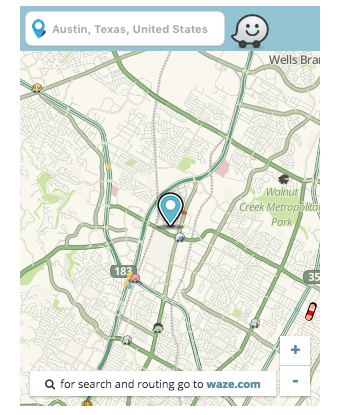 Austin, Texas, United States
Wells Bran
Walnut
Creek Metropolita
Park
183
35
+
-
for search and routing go to waze.com